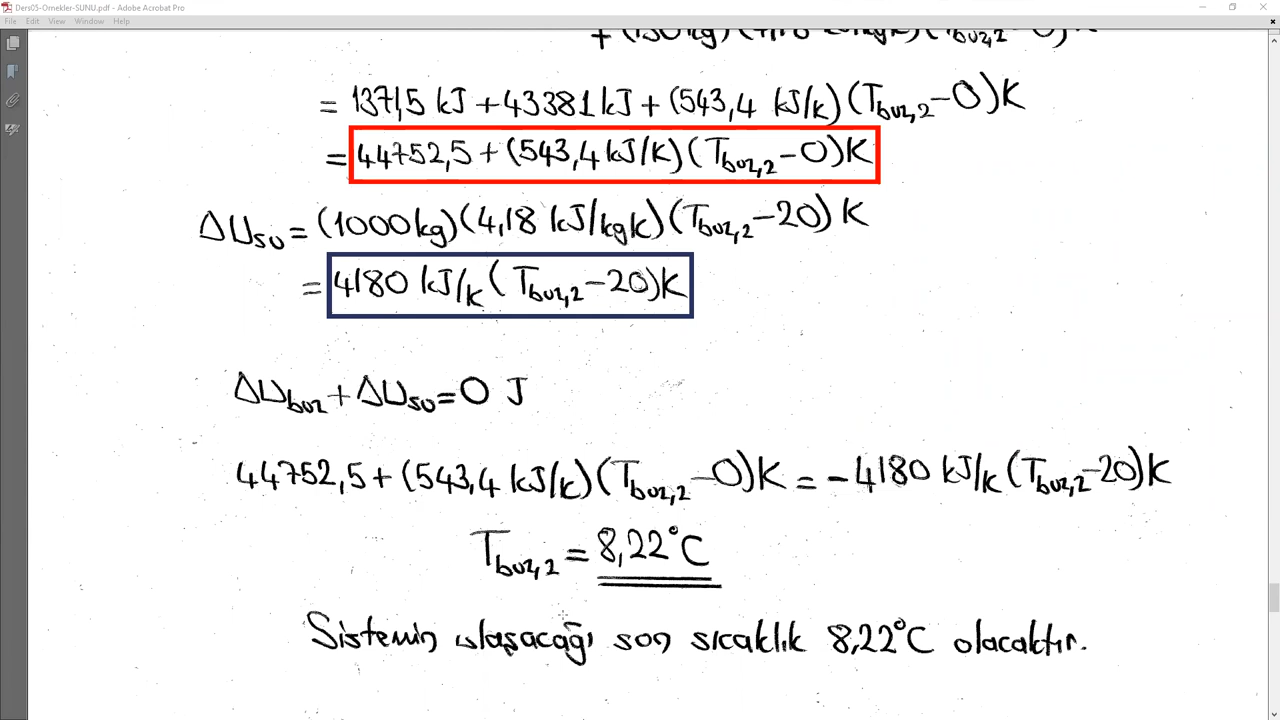 Ders05-Ornekler-SUNU.pdf - Adobe Acrobat Pro
File Edit View Window Help
= 1371,5 kJ + 43381 kJ + (543,4 kJ/K) (Tbuz,2 - 0) K
= 44752,5 + (543,4 kJ/K) (Tbuz,2 - 0) K
ΔUsu = (1000 kg) (4,18 kJ/kgK) (Tbuz,2 - 20) K
= 4180 kJ/K (Tbuz,2 - 20) K
ΔUbuz + ΔUsu = 0 J
44752,5 + (543,4 kJ/K) (Tbuz,2 - 0) K = - 4180 kJ/K (Tbuz,2 - 20) K
Tbuz,2 = 8,22°C
Sistemin ulaşacağı son sıcaklık 8,22°C olacaktır.